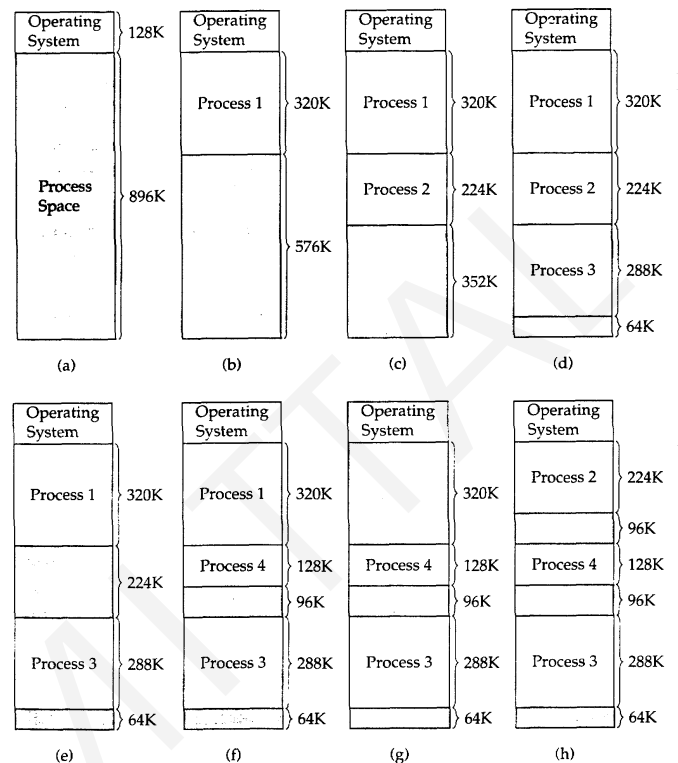 Operating
System
128K
Process
Space
896K
(a)
Process 1
320K
576K
(b)
Process 1
320K
Process 2
224K
352K
(c)
Operating
System
Process 1
320K
Process 2
224K
Process 3
288K
64K
(d)
Operating
System
Process 1
320K
224K
Process 3
288K
64K
(e)
Operating
System
Process 1
320K
Process 4
128K
96K
Process 3
288K
64K
(f)
Operating
System
320K
Process 4
128K
96K
Process 3
288K
64K
(g)
Operating
System
Process 2
224K
96K
Process 4
128K
96K
Process 3
288K
64K
(h)
MITTAL